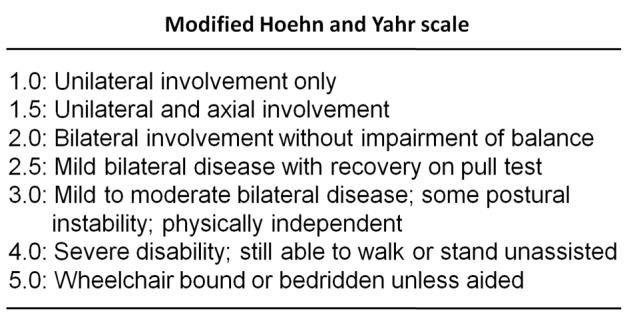 Modified Hoehn and Yahr scale
1.0: Unilateral involvement only
1.5: Unilateral and axial involvement
2.0: Bilateral involvement without impairment of balance
2.5: Mild bilateral disease with recovery on pull test
3.0: Mild to moderate bilateral disease; some postural
instability; physically independent
4.0: Severe disability; still able to walk or stand unassisted
5.0: Wheelchair bound or bedridden unless aided